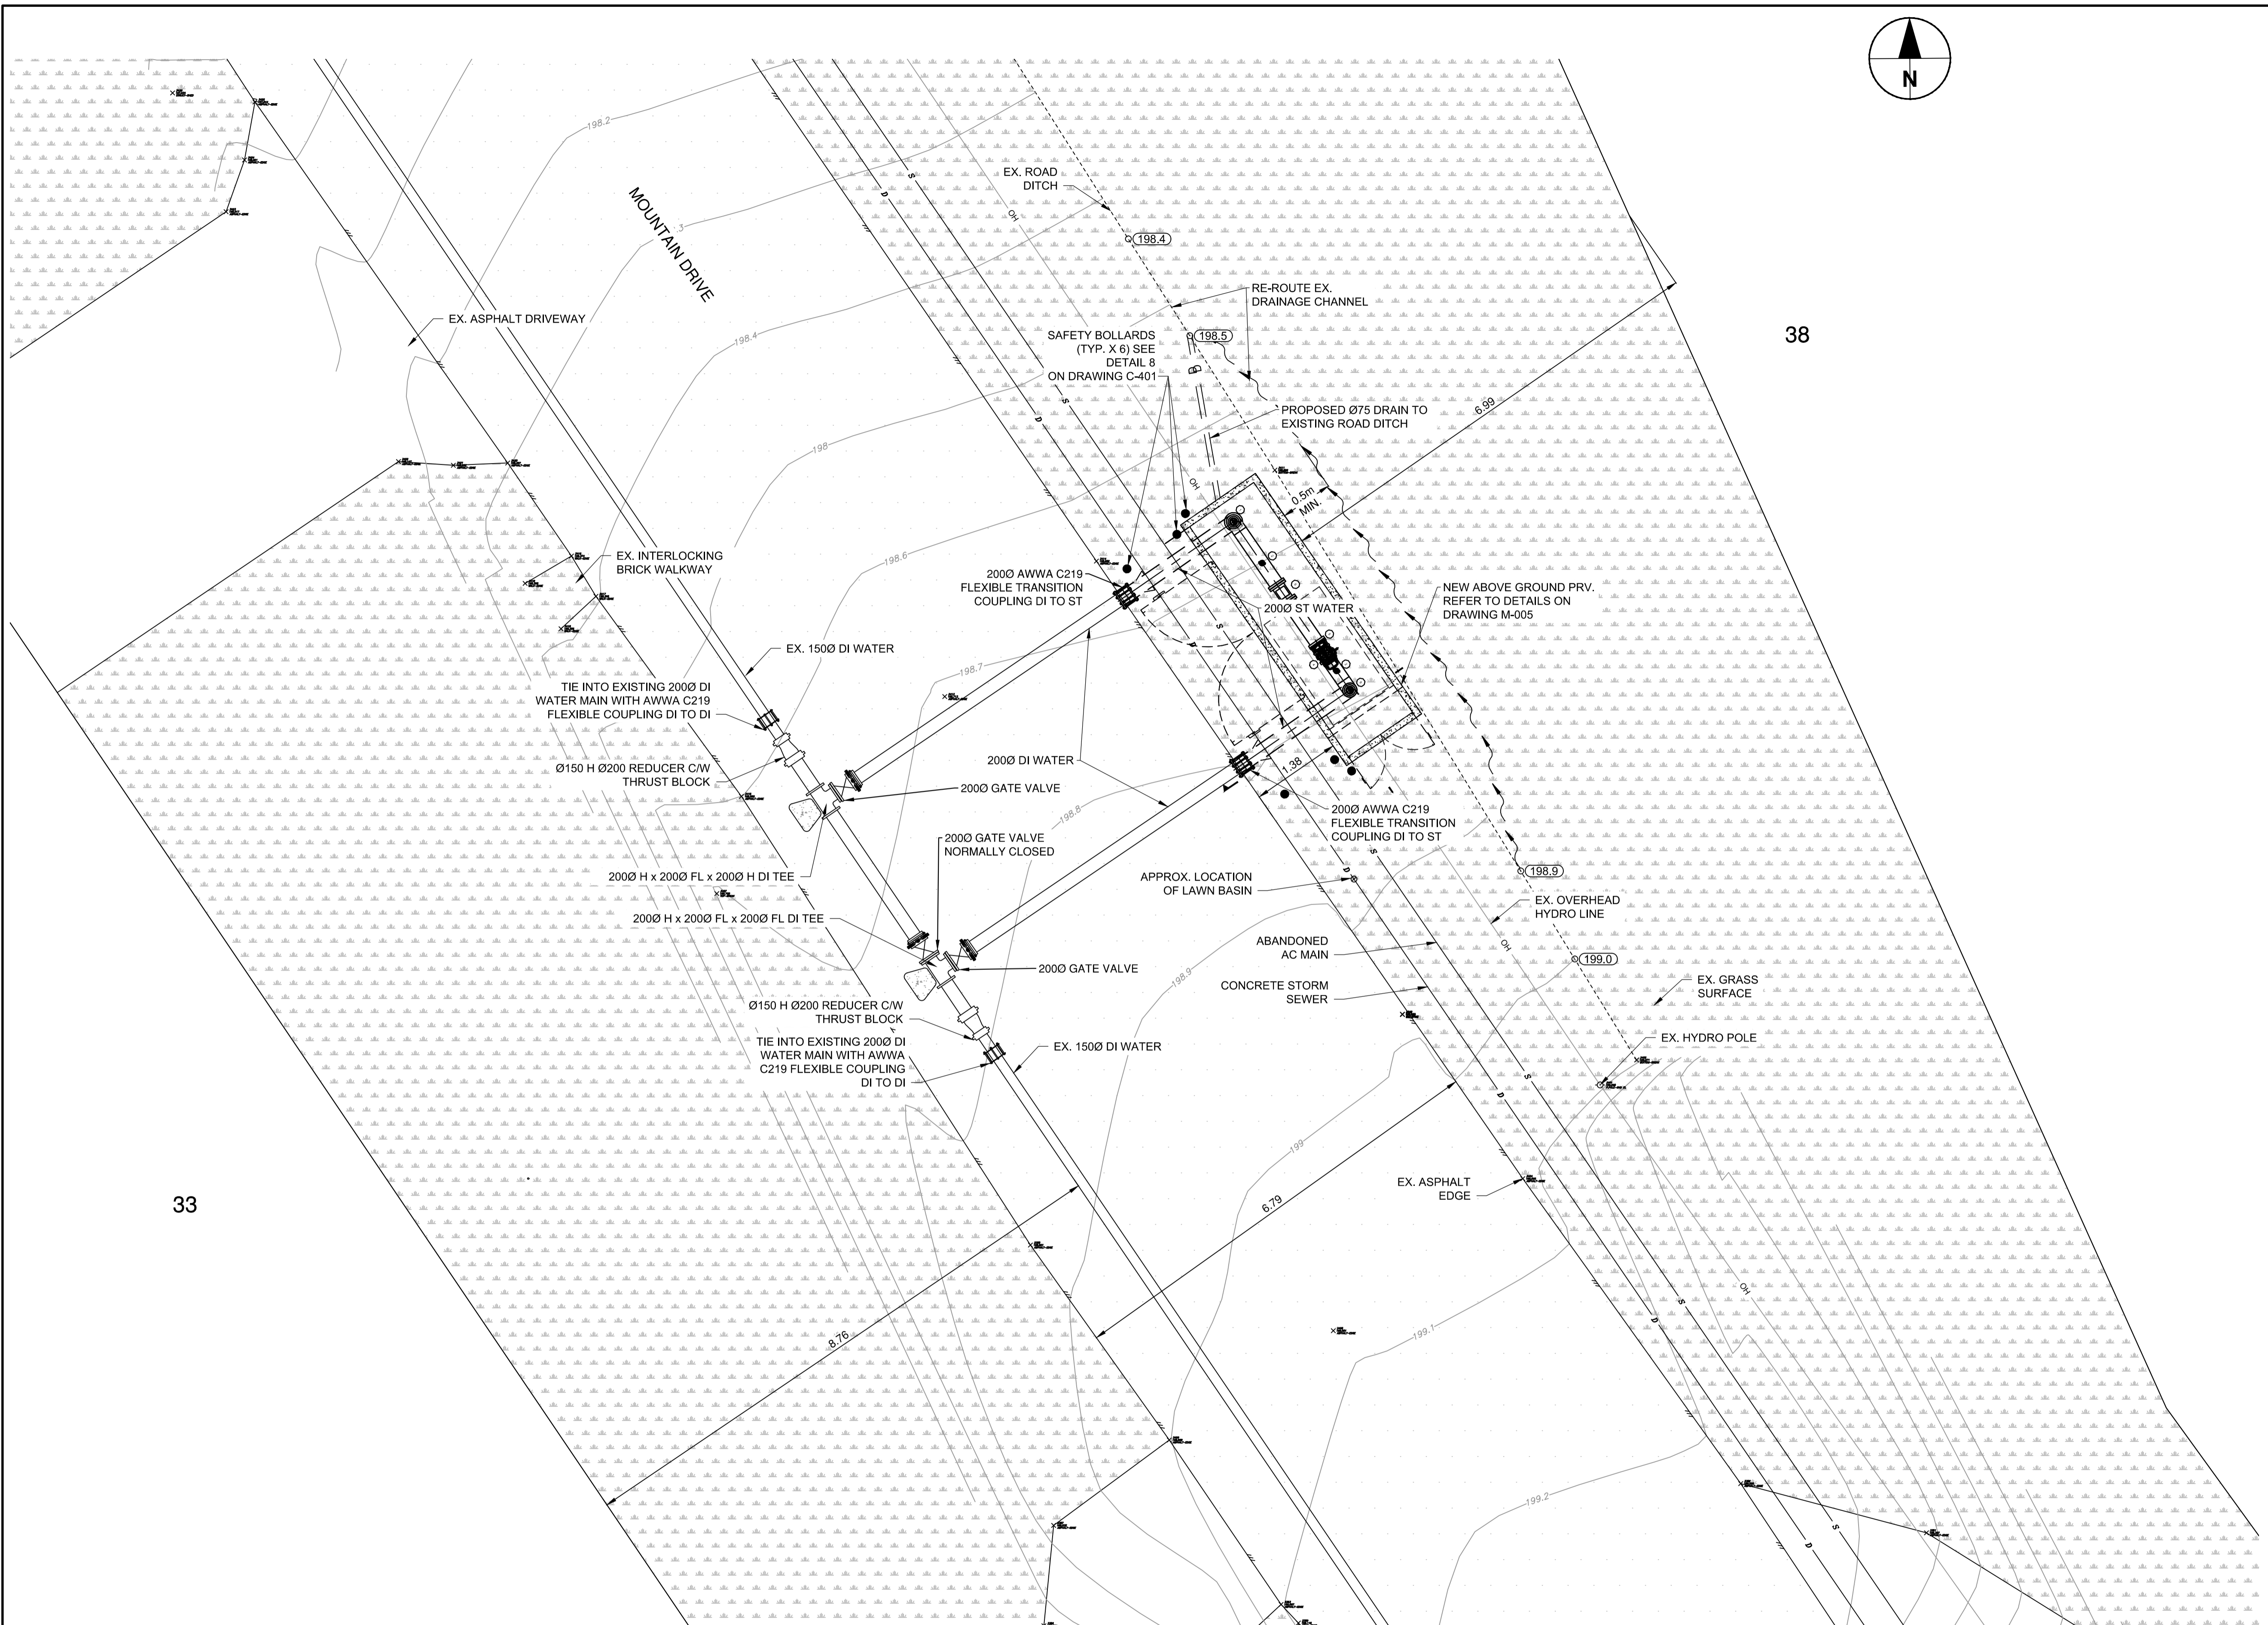 N
198.2
MOUNTAIN DRIVE
.3
EX. ROAD
DITCH
OH
198.4
RE-ROUTE EX.
DRAINAGE CHANNEL
EX. ASPHALT DRIVEWAY
198.4
SAFETY BOLLARDS
(TYP. X 6) SEE
DETAIL 8
ON DRAWING C-401
198.5
38
6.99
PROPOSED Ø75 DRAIN TO
EXISTING ROAD DITCH
198
OH
0.5m
MIN.
EX. INTERLOCKING
BRICK WALKWAY
198.6
200Ø AWWA C219
FLEXIBLE TRANSITION
COUPLING DI TO ST
200Ø ST WATER
NEW ABOVE GROUND PRV.
REFER TO DETAILS ON
DRAWING M-005
EX. 150Ø DI WATER
198.7
TIE INTO EXISTING 200Ø DI
WATER MAIN WITH AWWA C219
FLEXIBLE COUPLING DI TO DI
200Ø DI WATER
Ø150 H Ø200 REDUCER C/W
THRUST BLOCK
200Ø GATE VALVE
1.38
198.8
200Ø AWWA C219
FLEXIBLE TRANSITION
COUPLING DI TO ST
200Ø GATE VALVE
NORMALLY CLOSED
200Ø H x 200Ø FL x 200Ø H DI TEE
APPROX. LOCATION
OF LAWN BASIN
198.9
200Ø H x 200Ø FL x 200Ø FL DI TEE
EX. OVERHEAD
HYDRO LINE
ABANDONED
AC MAIN
OH
199.0
200Ø GATE VALVE
198.9
CONCRETE STORM
SEWER
EX. GRASS
SURFACE
Ø150 H Ø200 REDUCER C/W
THRUST BLOCK
TIE INTO EXISTING 200Ø DI
WATER MAIN WITH AWWA
C219 FLEXIBLE COUPLING
DI TO DI
EX. 150Ø DI WATER
EX. HYDRO POLE
S
D
199
33
6.79
EX. ASPHALT
EDGE
OH
S
D
8.76
199.1
199.2
S
D